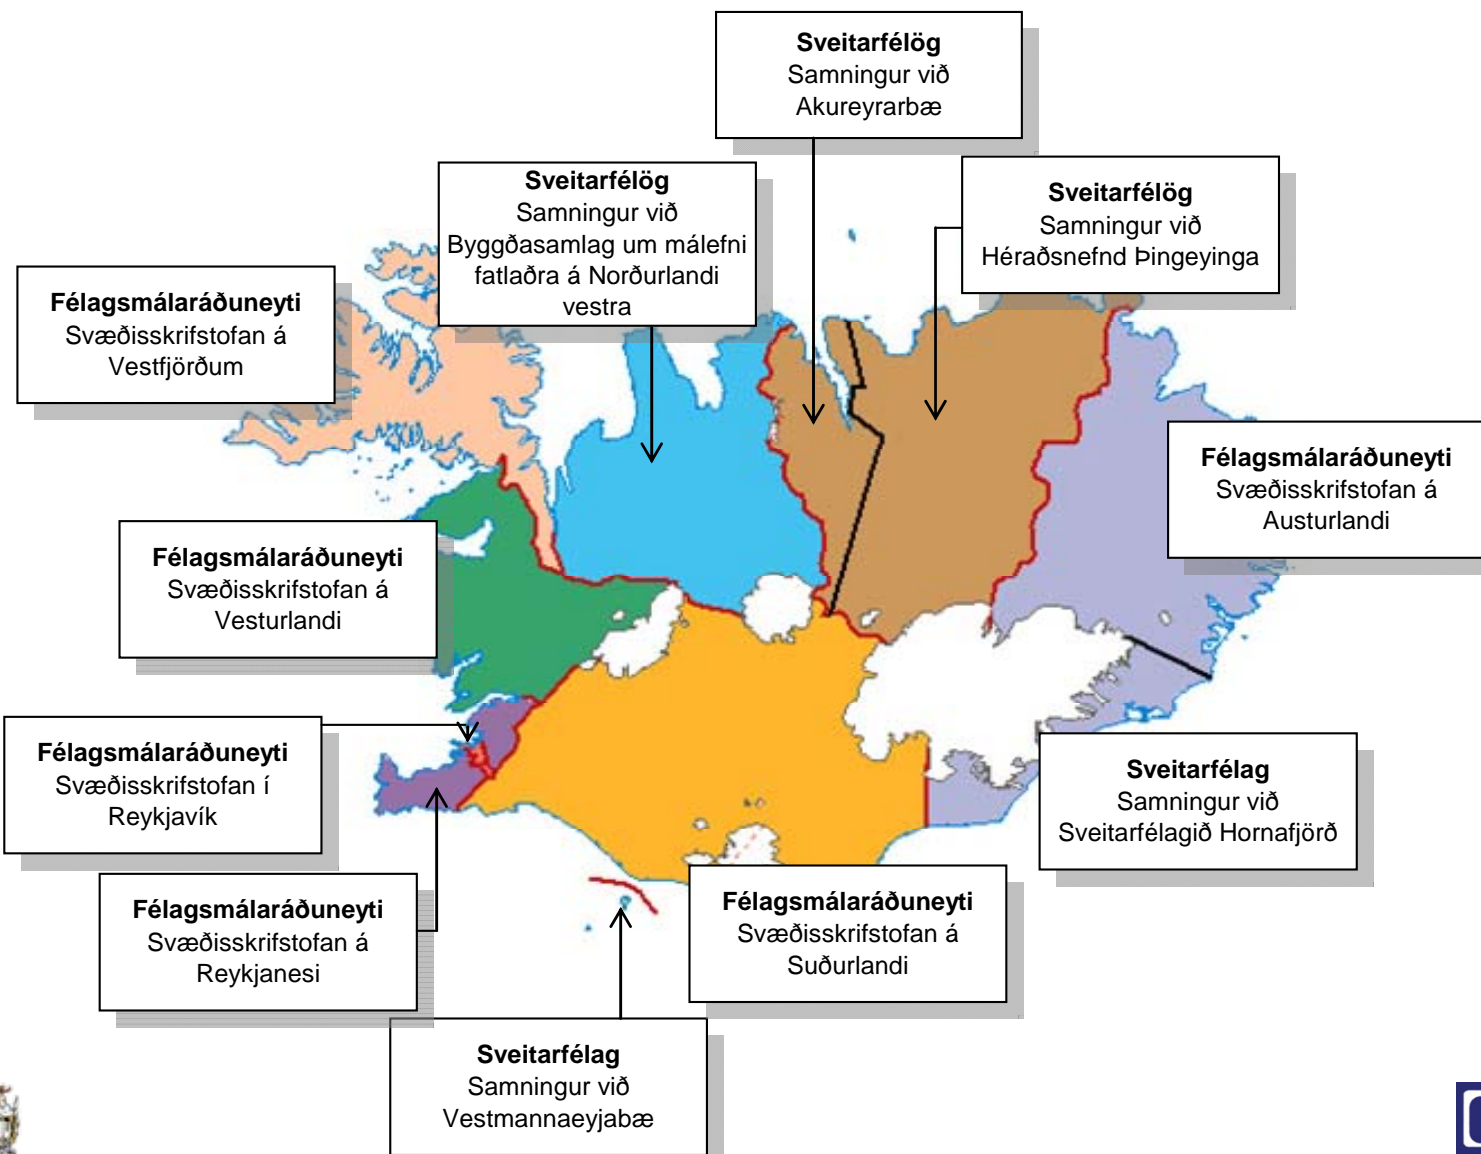 Sveitarfélög
Samningur við
Akureyrarbæ
Sveitarfélög
Samningur við
Byggðasamlag um málefni
fatlaðra á Norðurlandi
vestra
Sveitarfélög
Samningur við
Héraðsnefnd Þingeyinga
Félagsmálaráðuneyti
Svæðisskrifstofan á
Vestfjörðum
Félagsmálaráðuneyti
Svæðisskrifstofan á
Austurlandi
Félagsmálaráðuneyti
Svæðisskrifstofan á
Vesturlandi
Félagsmálaráðuneyti
Svæðisskrifstofan í
Reykjavík
Sveitarfélag
Samningur við
Sveitarfélagið Hornafjörð
Félagsmálaráðuneyti
Svæðisskrifstofan á
Reykjanesi
Félagsmálaráðuneyti
Svæðisskrifstofan á
Suðurlandi
Sveitarfélag
Samningur við
Vestmannaeyjabæ